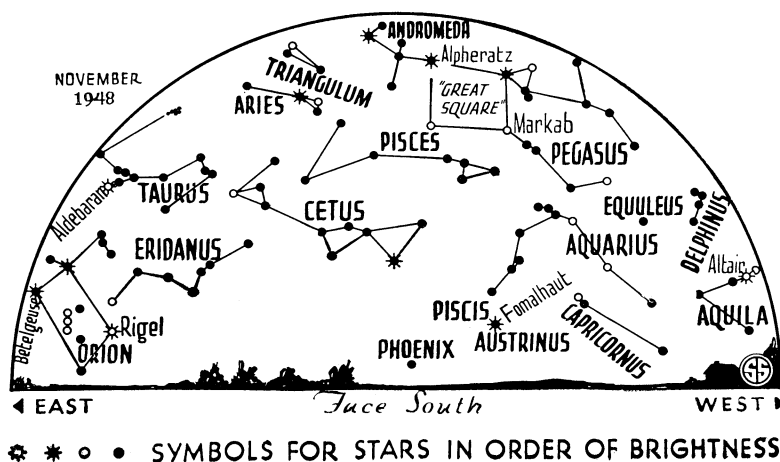 ANDROMEDA
Alpheratz
TRIANGULUM
NOVEMBER
1948
ARIES
"GREAT
SQUARE"
Markab
PISCES
PEGASUS
Aldebaran
TAURUS
CETUS
EQUULEUS
DELPHINUS
ERIDANUS
AQUARIUS
Altair
Betelgeuse
Rigel
ORION
PISCIS
AUSTRINUS
Fomalhaut
CAPRICORNUS
AQUILA
PHOENIX
SS
EAST
Face South
WEST
SYMBOLS FOR STARS IN ORDER OF BRIGHTNESS